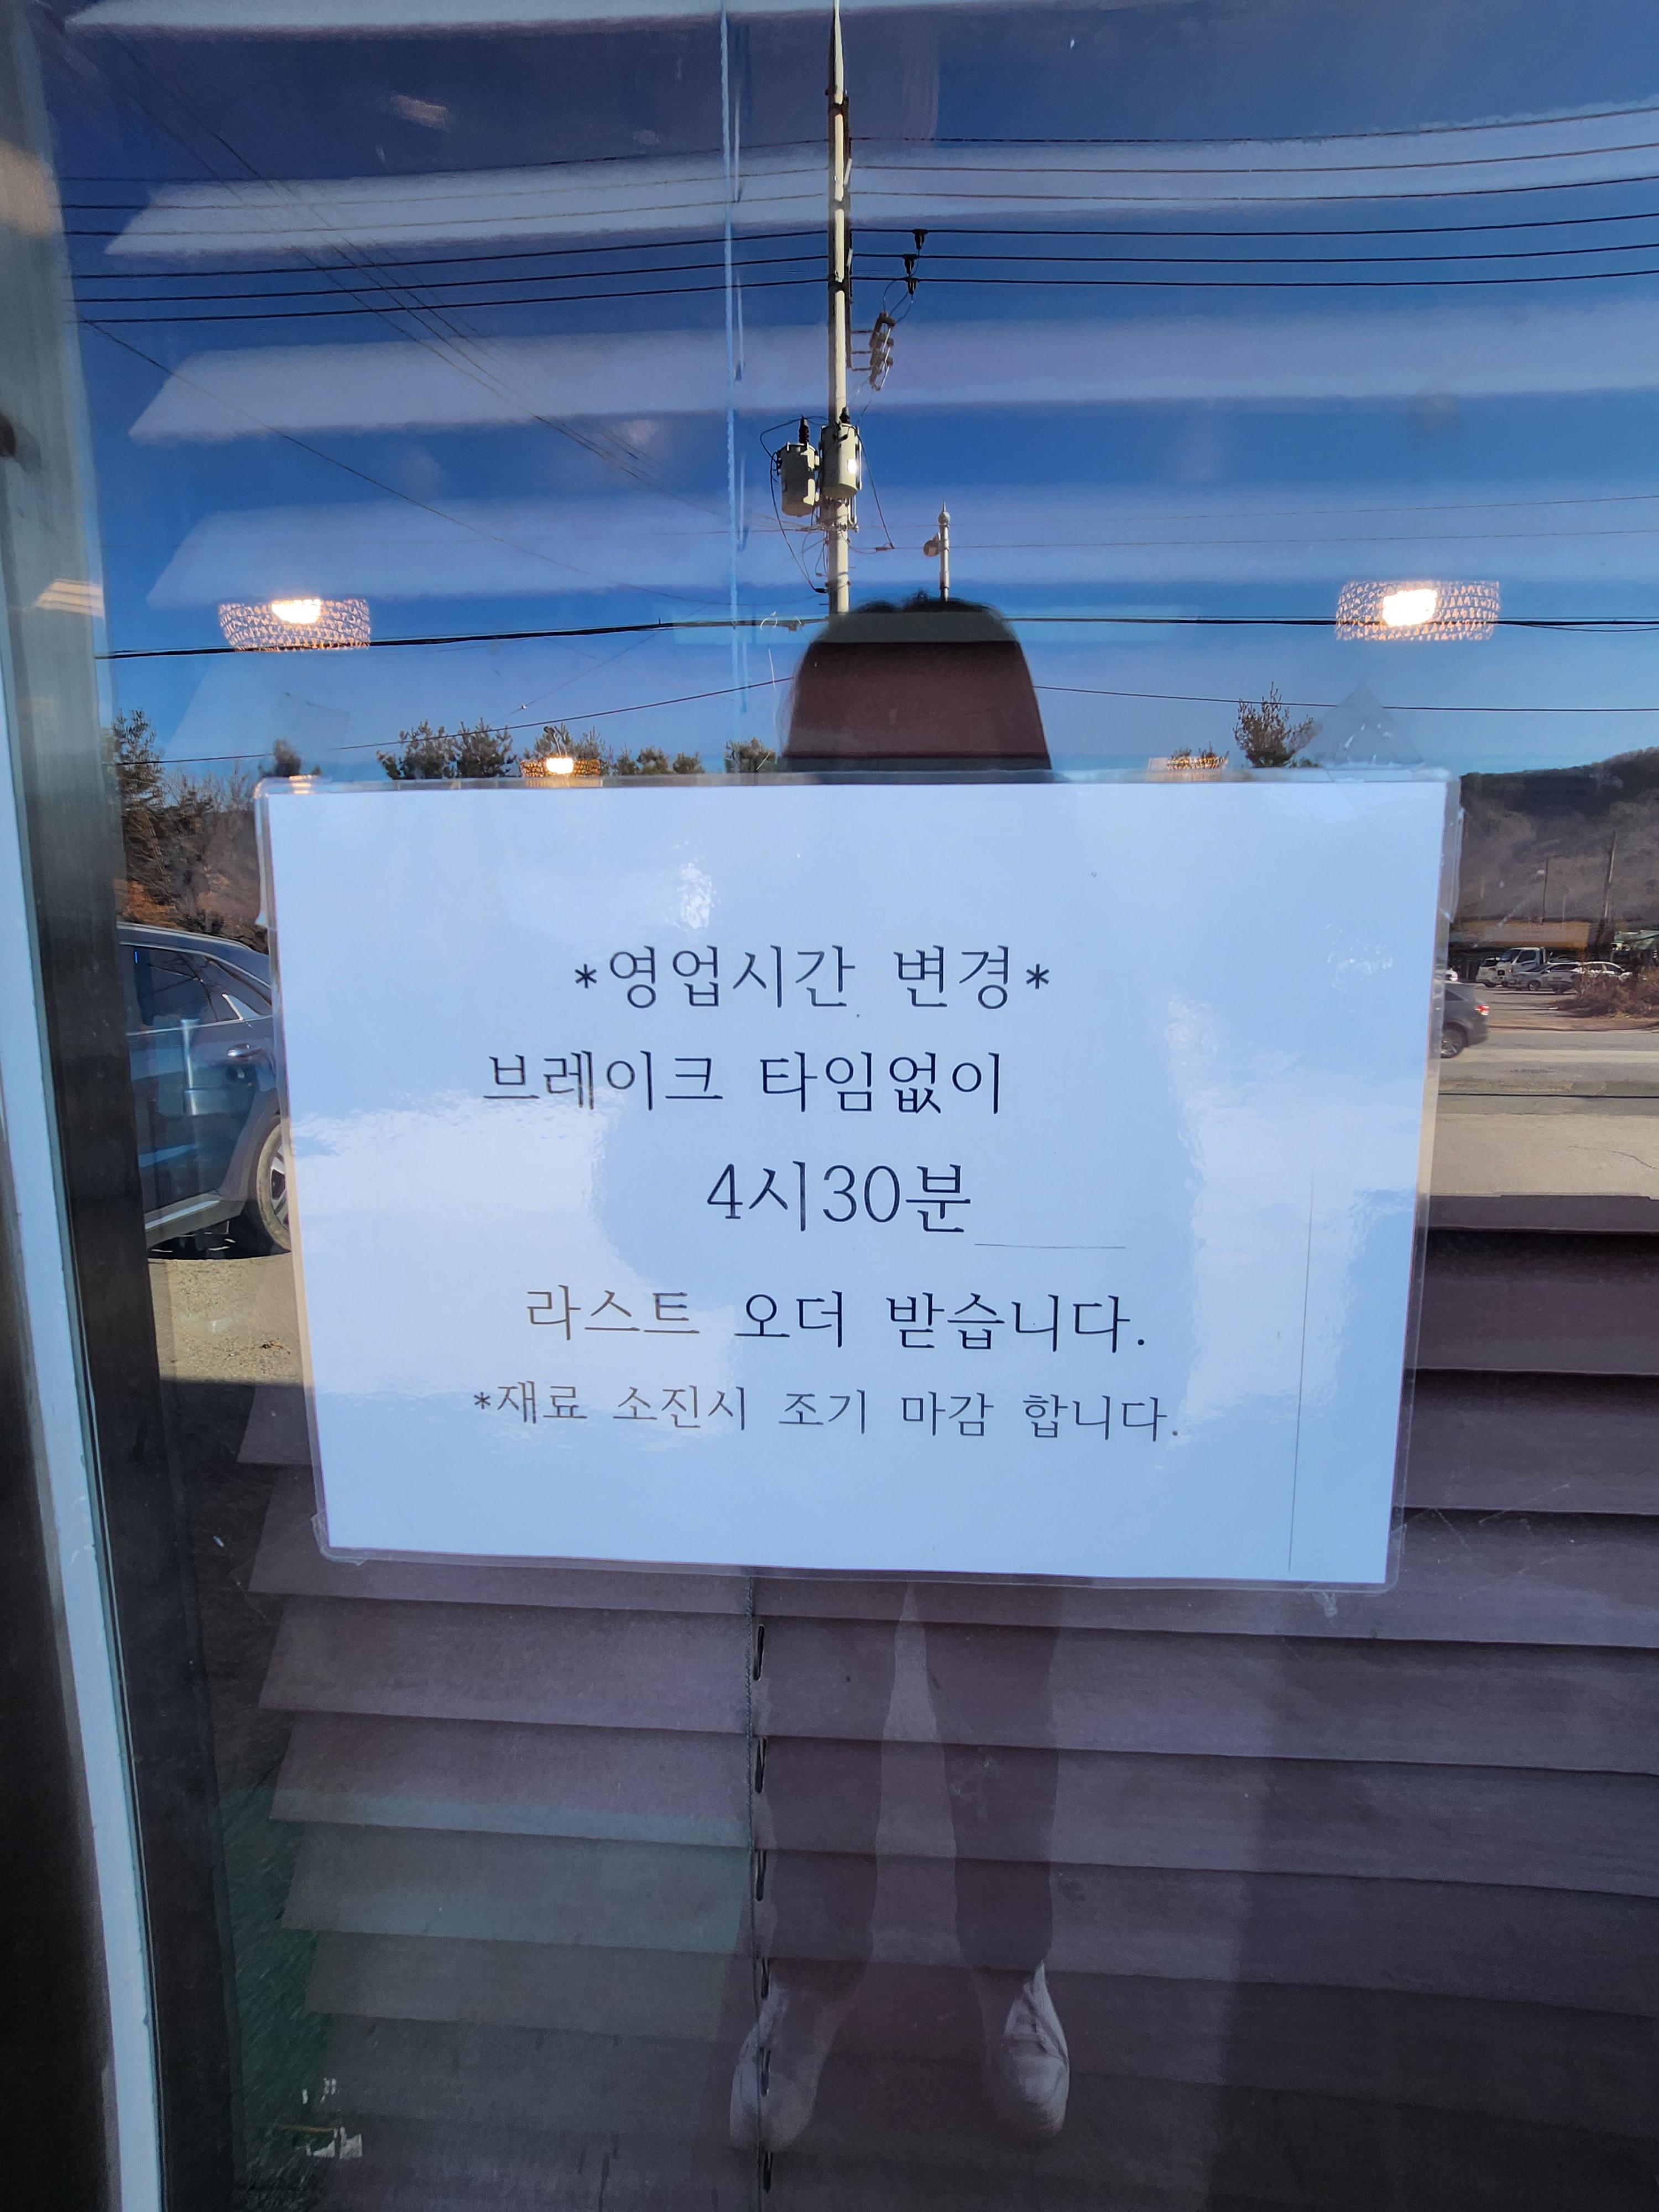 *영업시간 변경*
브레이크 타임없이
4시30분
라스트 오더 받습니다.
*재료 소진시 조기 마감 합니다.